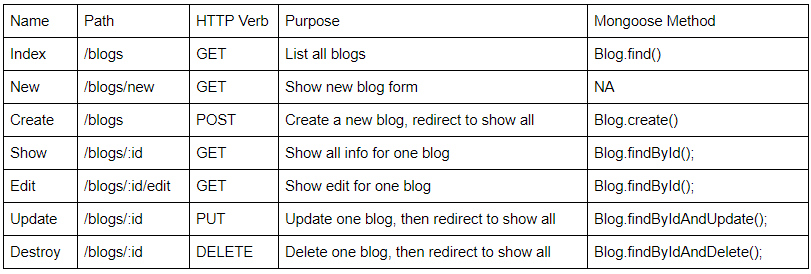 Name Path HTTP Verb Purpose Mongoose Method
Index /blogs GET List all blogs Blog.find()
New /blogs/new GET Show new blog form NA
Create /blogs POST Create a new blog, redirect to show all Blog.create()
Show /blogs/:id GET Show all info for one blog Blog.findById();
Edit /blogs/:id/edit GET Show edit for one blog Blog.findById();
Update /blogs/:id PUT Update one blog, then redirect to show all Blog.findByIdAndUpdate();
Destroy /blogs/:id DELETE Delete one blog, then redirect to show all Blog.findByIdAndDelete();